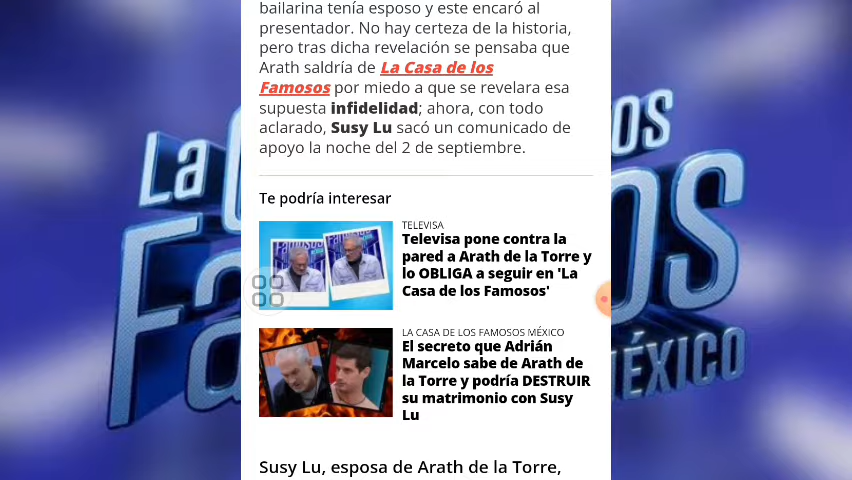 bailarina tenía esposo y este encaró al
presentador. No hay certeza de la historia,
pero tras dicha revelación se pensaba que
Arath saldría de La Casa de los
Famosos por miedo a que se revelara esa
supuesta infidelidad; ahora, con todo
aclarado, Susy Lu sacó un comunicado de
apoyo la noche del 2 de septiembre.
Te podría interesar
TELEVISA
Televisa pone contra la
pared a Arath de la Torre y
lo OBLIGA a seguir en 'La
Casa de los Famosos'
LA CASA DE LOS FAMOSOS MÉXICO
El secreto que Adrián
Marcelo sabe de Arath de
la Torre y podría DESTRUIR
su matrimonio con Susy
Lu
Susy Lu, esposa de Arath de la Torre,
La
Fa
os
os
MÉXICO